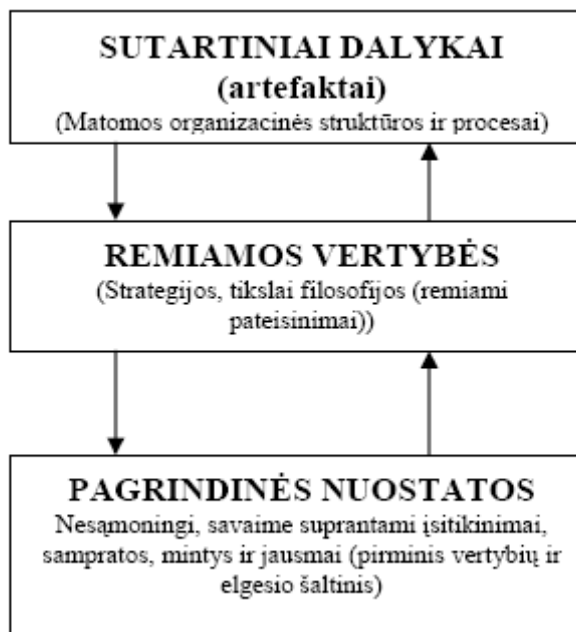 SUTARTINIAI DALYKAI
(artefaktai)
(Matomos organizacinės struktūros ir procesai)
REMIAMOS VERTYBĖS
(Strategijos, tikslai filosofijos (remiami
pateisinimai))
PAGRINDINĖS NUOSTATOS
Nesąmoningi, savaime suprantami įsitikinimai,
sampratos, mintys ir jausmai (pirminis vertybių ir
elgesio šaltinis)